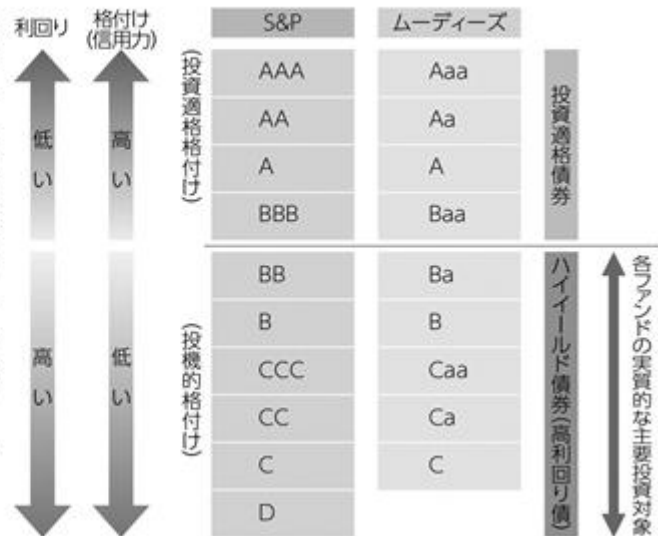 利回り
格付け
(信用力)
S&P
ムーディーズ
低い
高い
(投資適格格付け)
AAA
Aaa
AA
Aa
A
A
BBB
Baa
投資適格債券
高い
低い
(投機的格付け)
BB
Ba
B
B
CCC
Caa
CC
Ca
C
C
D
ハイイールド債券(高利回り債)
各ファンドの実質的な主要投資対象